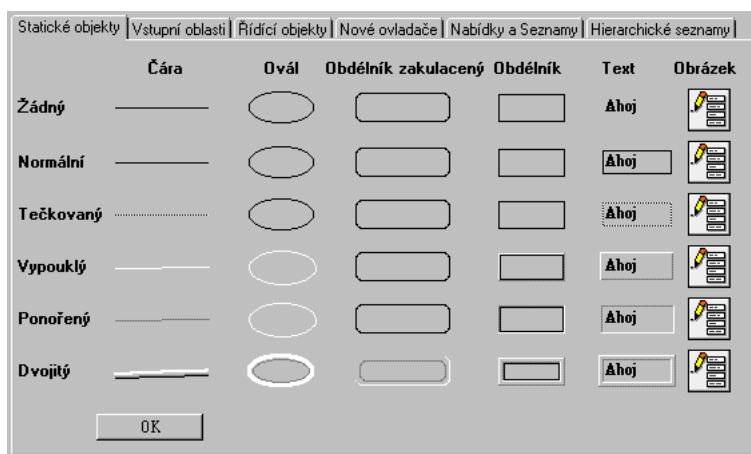 Statické objekty Vstupní oblasti Řídící objekty Nové ovladače Nabídky a Seznamy Hierarchické seznamy
Čára Ovál Obdélník zakulacený Obdélník Text Obrázek
Žádný Ahoj
Normální Ahoj
Tečkovaný Ahoj
Vypouklý Ahoj
Ponořený Ahoj
Dvojitý Ahoj
OK